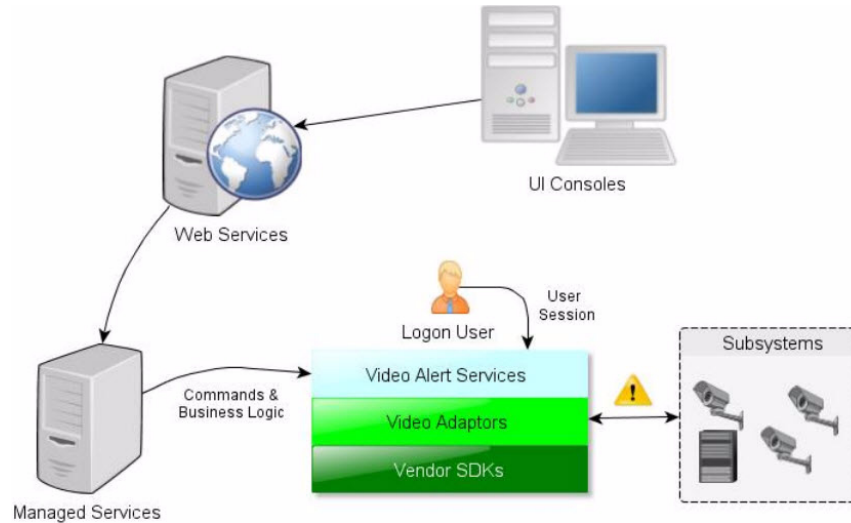 UI Consoles
Web Services
Logon User
User
Session
Managed Services
Commands &
Business Logic
Video Alert Services
Video Adaptors
Vendor SDKs
Subsystems